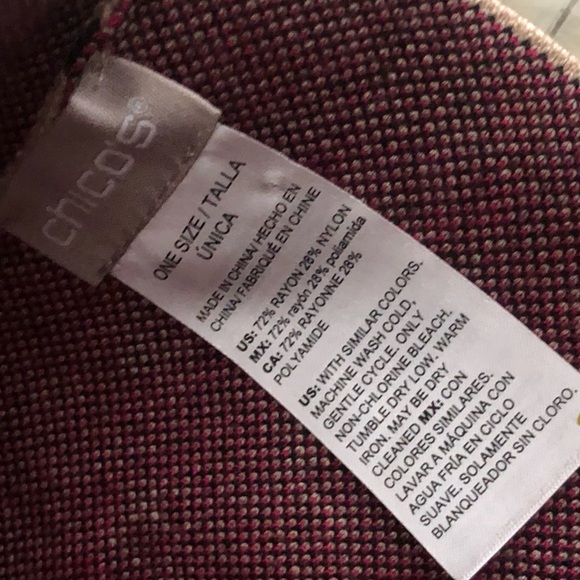 chico's®
ONE SIZE / TALLA
ÚNICA
MADE IN CHINA/ HECHO EN
CHINA/ FABRIQUÉ EN CHINE
US: 72% RAYON 28% NYLON
MX: 72% rayón 28% poliamida
CA: 72% RAYONNE 28%
POLYAMIDE
US: WITH SIMILAR COLORS.
MACHINE WASH COLD,
GENTLE CYCLE. ONLY
NON-CHLORINE BLEACH.
TUMBLE DRY LOW. WARM
IRON. MAY BE DRY
CLEANED MX: CON
COLORES SIMILARES.
LAVAR A MÁQUINA CON
AGUA FRÍA EN CICLO
SUAVE. SOLAMENTE
BLANQUEADOR SIN CLORO.